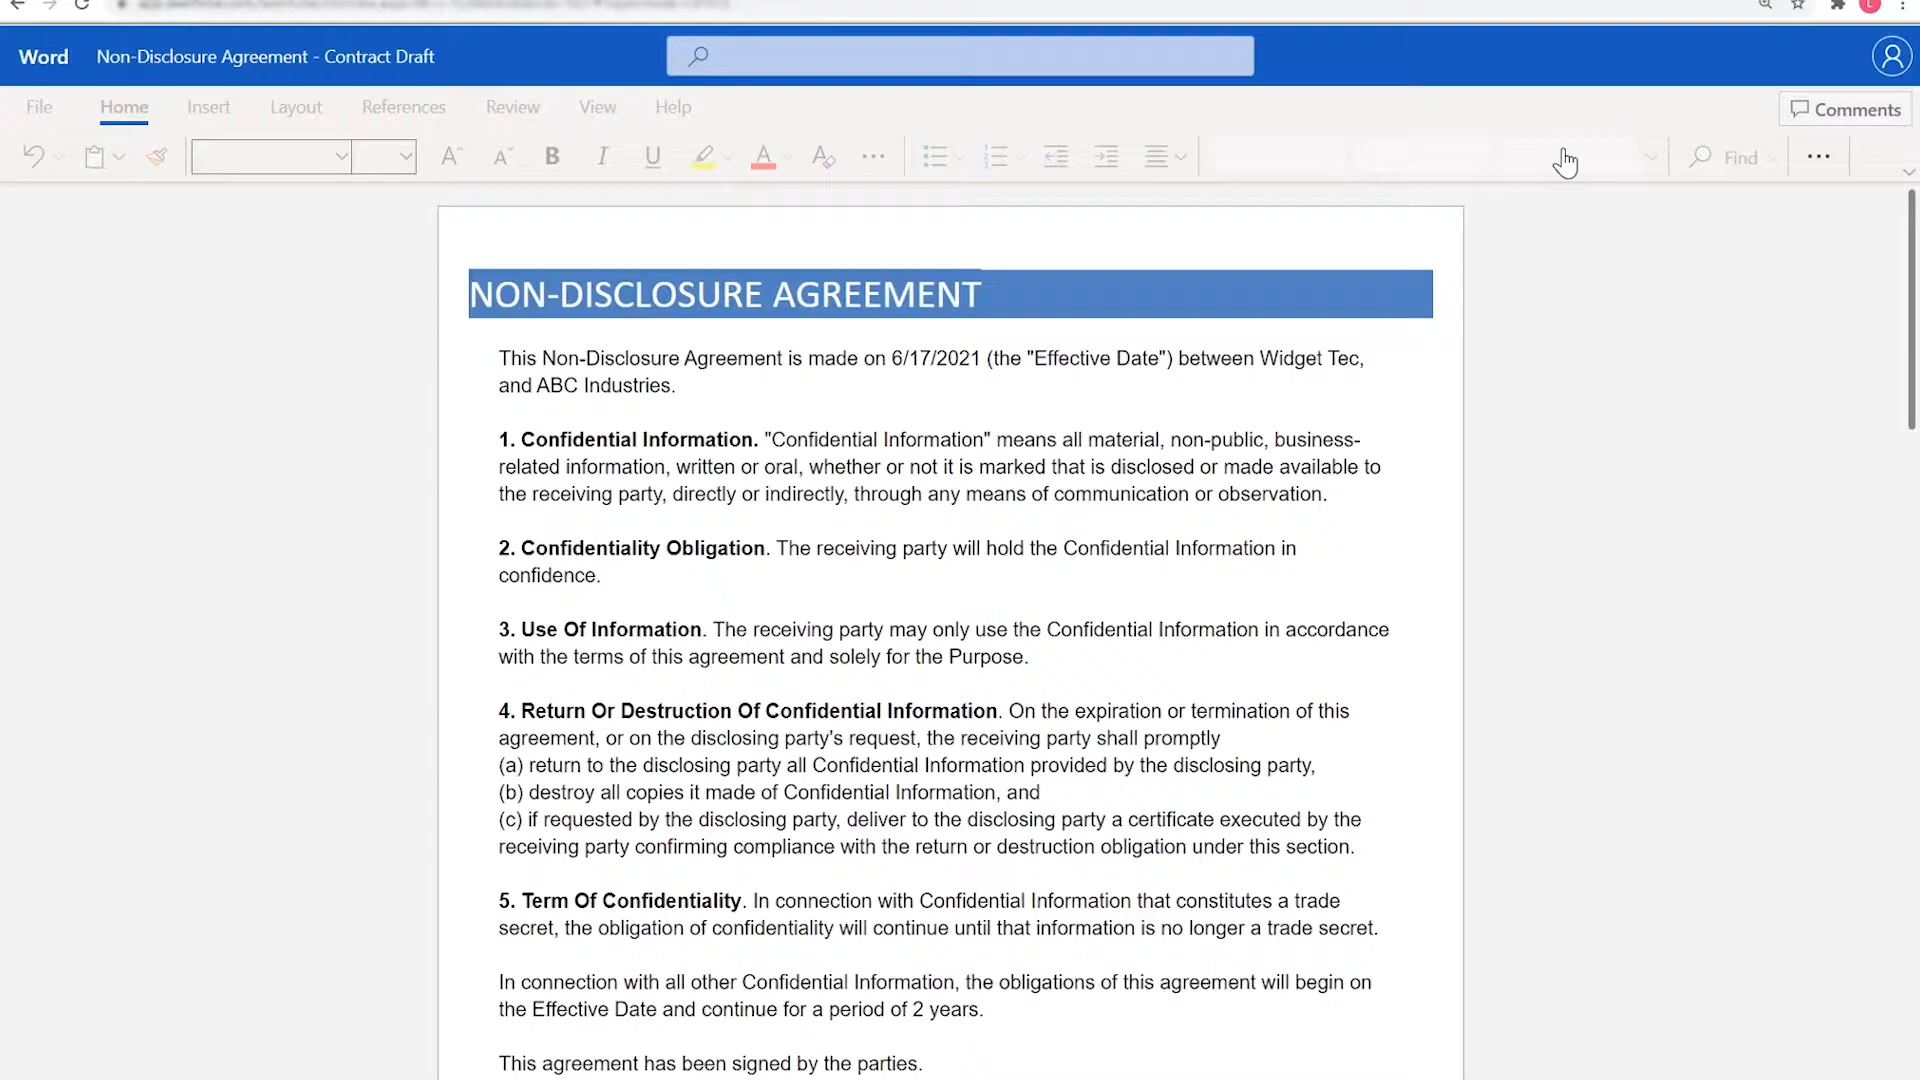 Word Non-Disclosure Agreement - Contract Draft
File Home Insert Layout References Review View Help
Comments
Find
NON-DISCLOSURE AGREEMENT
This Non-Disclosure Agreement is made on 6/17/2021 (the "Effective Date") between Widget Tec,
and ABC Industries.
1. Confidential Information. "Confidential Information" means all material, non-public, business-
related information, written or oral, whether or not it is marked that is disclosed or made available to
the receiving party, directly or indirectly, through any means of communication or observation.
2. Confidentiality Obligation. The receiving party will hold the Confidential Information in
confidence.
3. Use Of Information. The receiving party may only use the Confidential Information in accordance
with the terms of this agreement and solely for the Purpose.
4. Return Or Destruction Of Confidential Information. On the expiration or termination of this
agreement, or on the disclosing party's request, the receiving party shall promptly
(a) return to the disclosing party all Confidential Information provided by the disclosing party,
(b) destroy all copies it made of Confidential Information, and
(c) if requested by the disclosing party, deliver to the disclosing party a certificate executed by the
receiving party confirming compliance with the return or destruction obligation under this section.
5. Term Of Confidentiality. In connection with Confidential Information that constitutes a trade
secret, the obligation of confidentiality will continue until that information is no longer a trade secret.
In connection with all other Confidential Information, the obligations of this agreement will begin on
the Effective Date and continue for a period of 2 years.
This agreement has been signed by the parties.